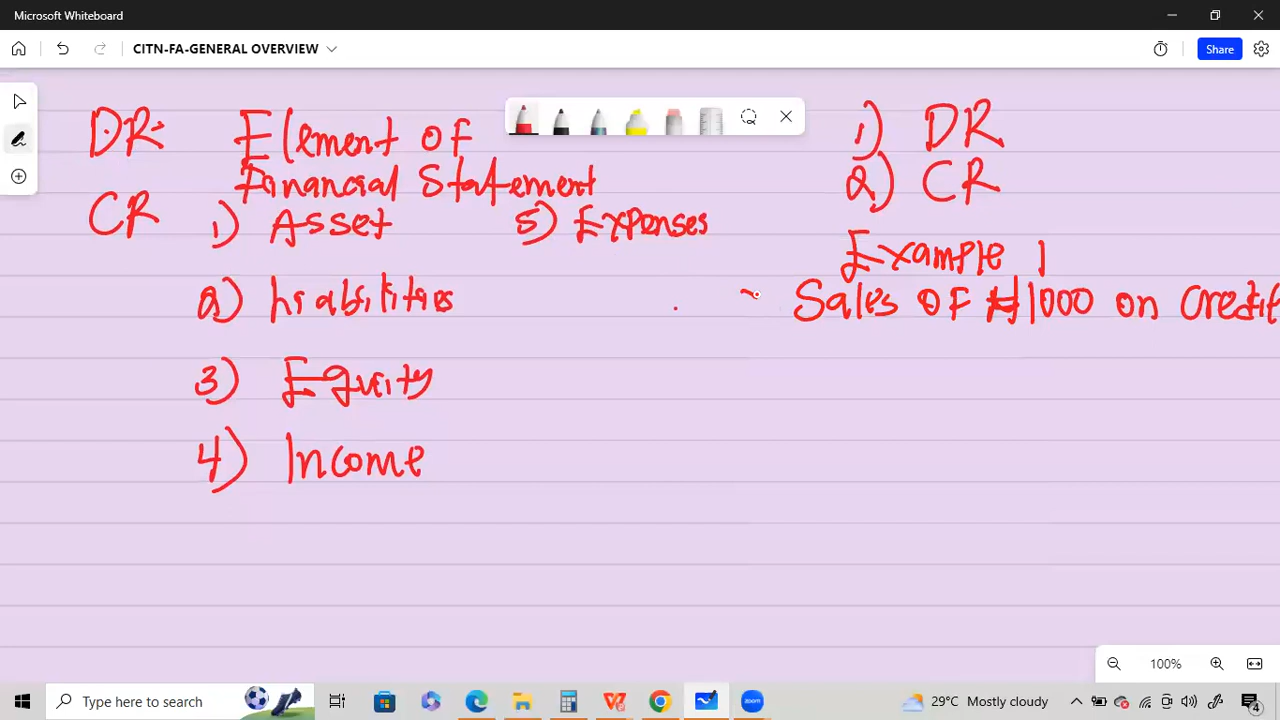 Microsoft Whiteboard
CITN-FA-GENERAL OVERVIEW
Share
DR:
CR
Element OF
Financial Statement
1) Asset
5) Expenses
2) Liabilities
3) Equity
4) Income
1) DR
2) CR
Example 1
Sales OF ₦1000 on Credit
100%
Type here to search
zoom
29°C Mostly cloudy
4